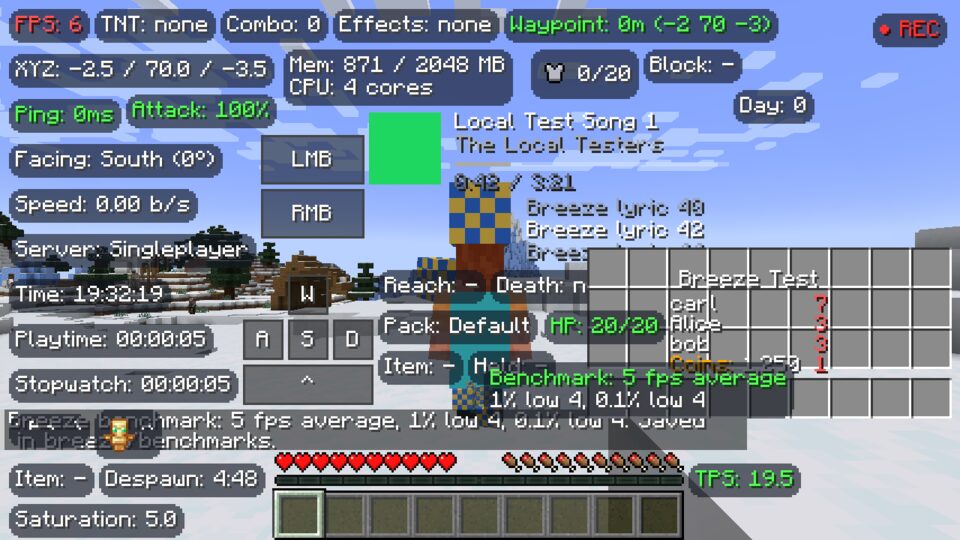 FPS: 6
TNT: none
Combo: 0
Effects: none
Waypoint: 0m (-2 70 -3)
REC
XYZ: -2.5 / 70.0 / -3.5
Mem: 871 / 2048 MB
CPU: 4 cores
0/20
Block: -
Day: 0
Ping: 0ms
Attack: 100%
Local Test Song 1
The Local Testers
0:42 / 3:21
Facing: South (0°)
LMB
RMB
Speed: 0.00 b/s
Breeze lyric 40
Breeze lyric 42
Breeze
Server: Singleplayer
Time: 19:32:19
W
Reach: -
Death: n
Breeze Test
carl 7
Alice 3
bob 3
Coins: 1,250 1
Playtime: 00:00:05
A
S
D
Pack: Default
HP: 20/20
Item: -
Stopwatch: 00:00:05
^
Benchmark: 5 fps average
1% low 4, 0.1% low 4
Breeze benchmark: 5 fps average, 1% low 4, 0.1% low 4. Saved
in breeze/benchmarks.
Item: -
Despawn: 4:48
TPS: 19.5
Saturation: 5.0